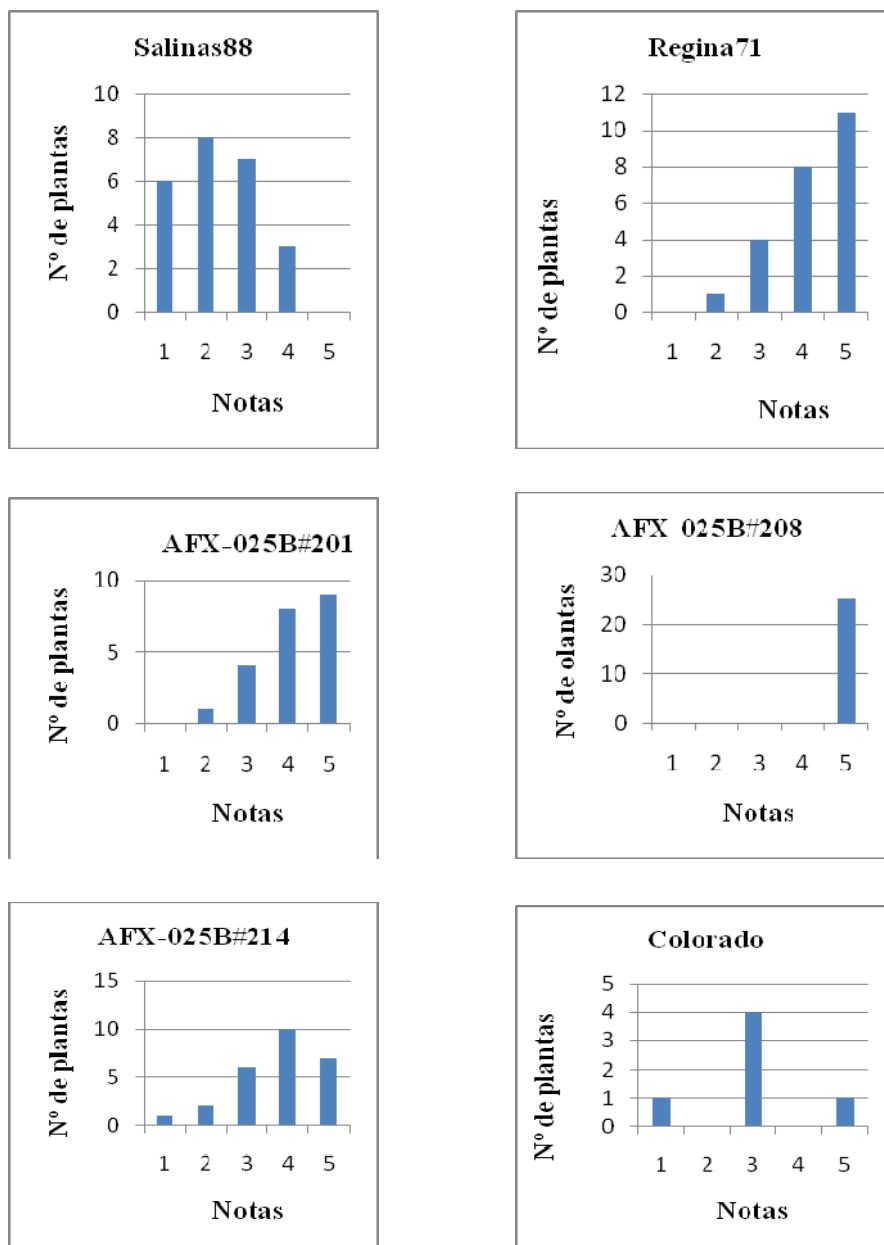 Salinas88
Nº de plantas
10
8
6
4
2
0
1 2 3 4 5
Notas
Regina71
Nº de plantas
12
10
8
6
4
2
0
1 2 3 4 5
Notas
AFX-025B#201
Nº de plantas
10
5
0
1 2 3 4 5
Notas
AFX 025B#208
Nº de olantas
30
20
10
0
1 2 3 4 5
Notas
AFX-025B#214
Nº de plantas
15
10
5
0
1 2 3 4 5
Notas
Colorado
Nº de plantas
5
4
3
2
1
0
1 2 3 4 5
Notas